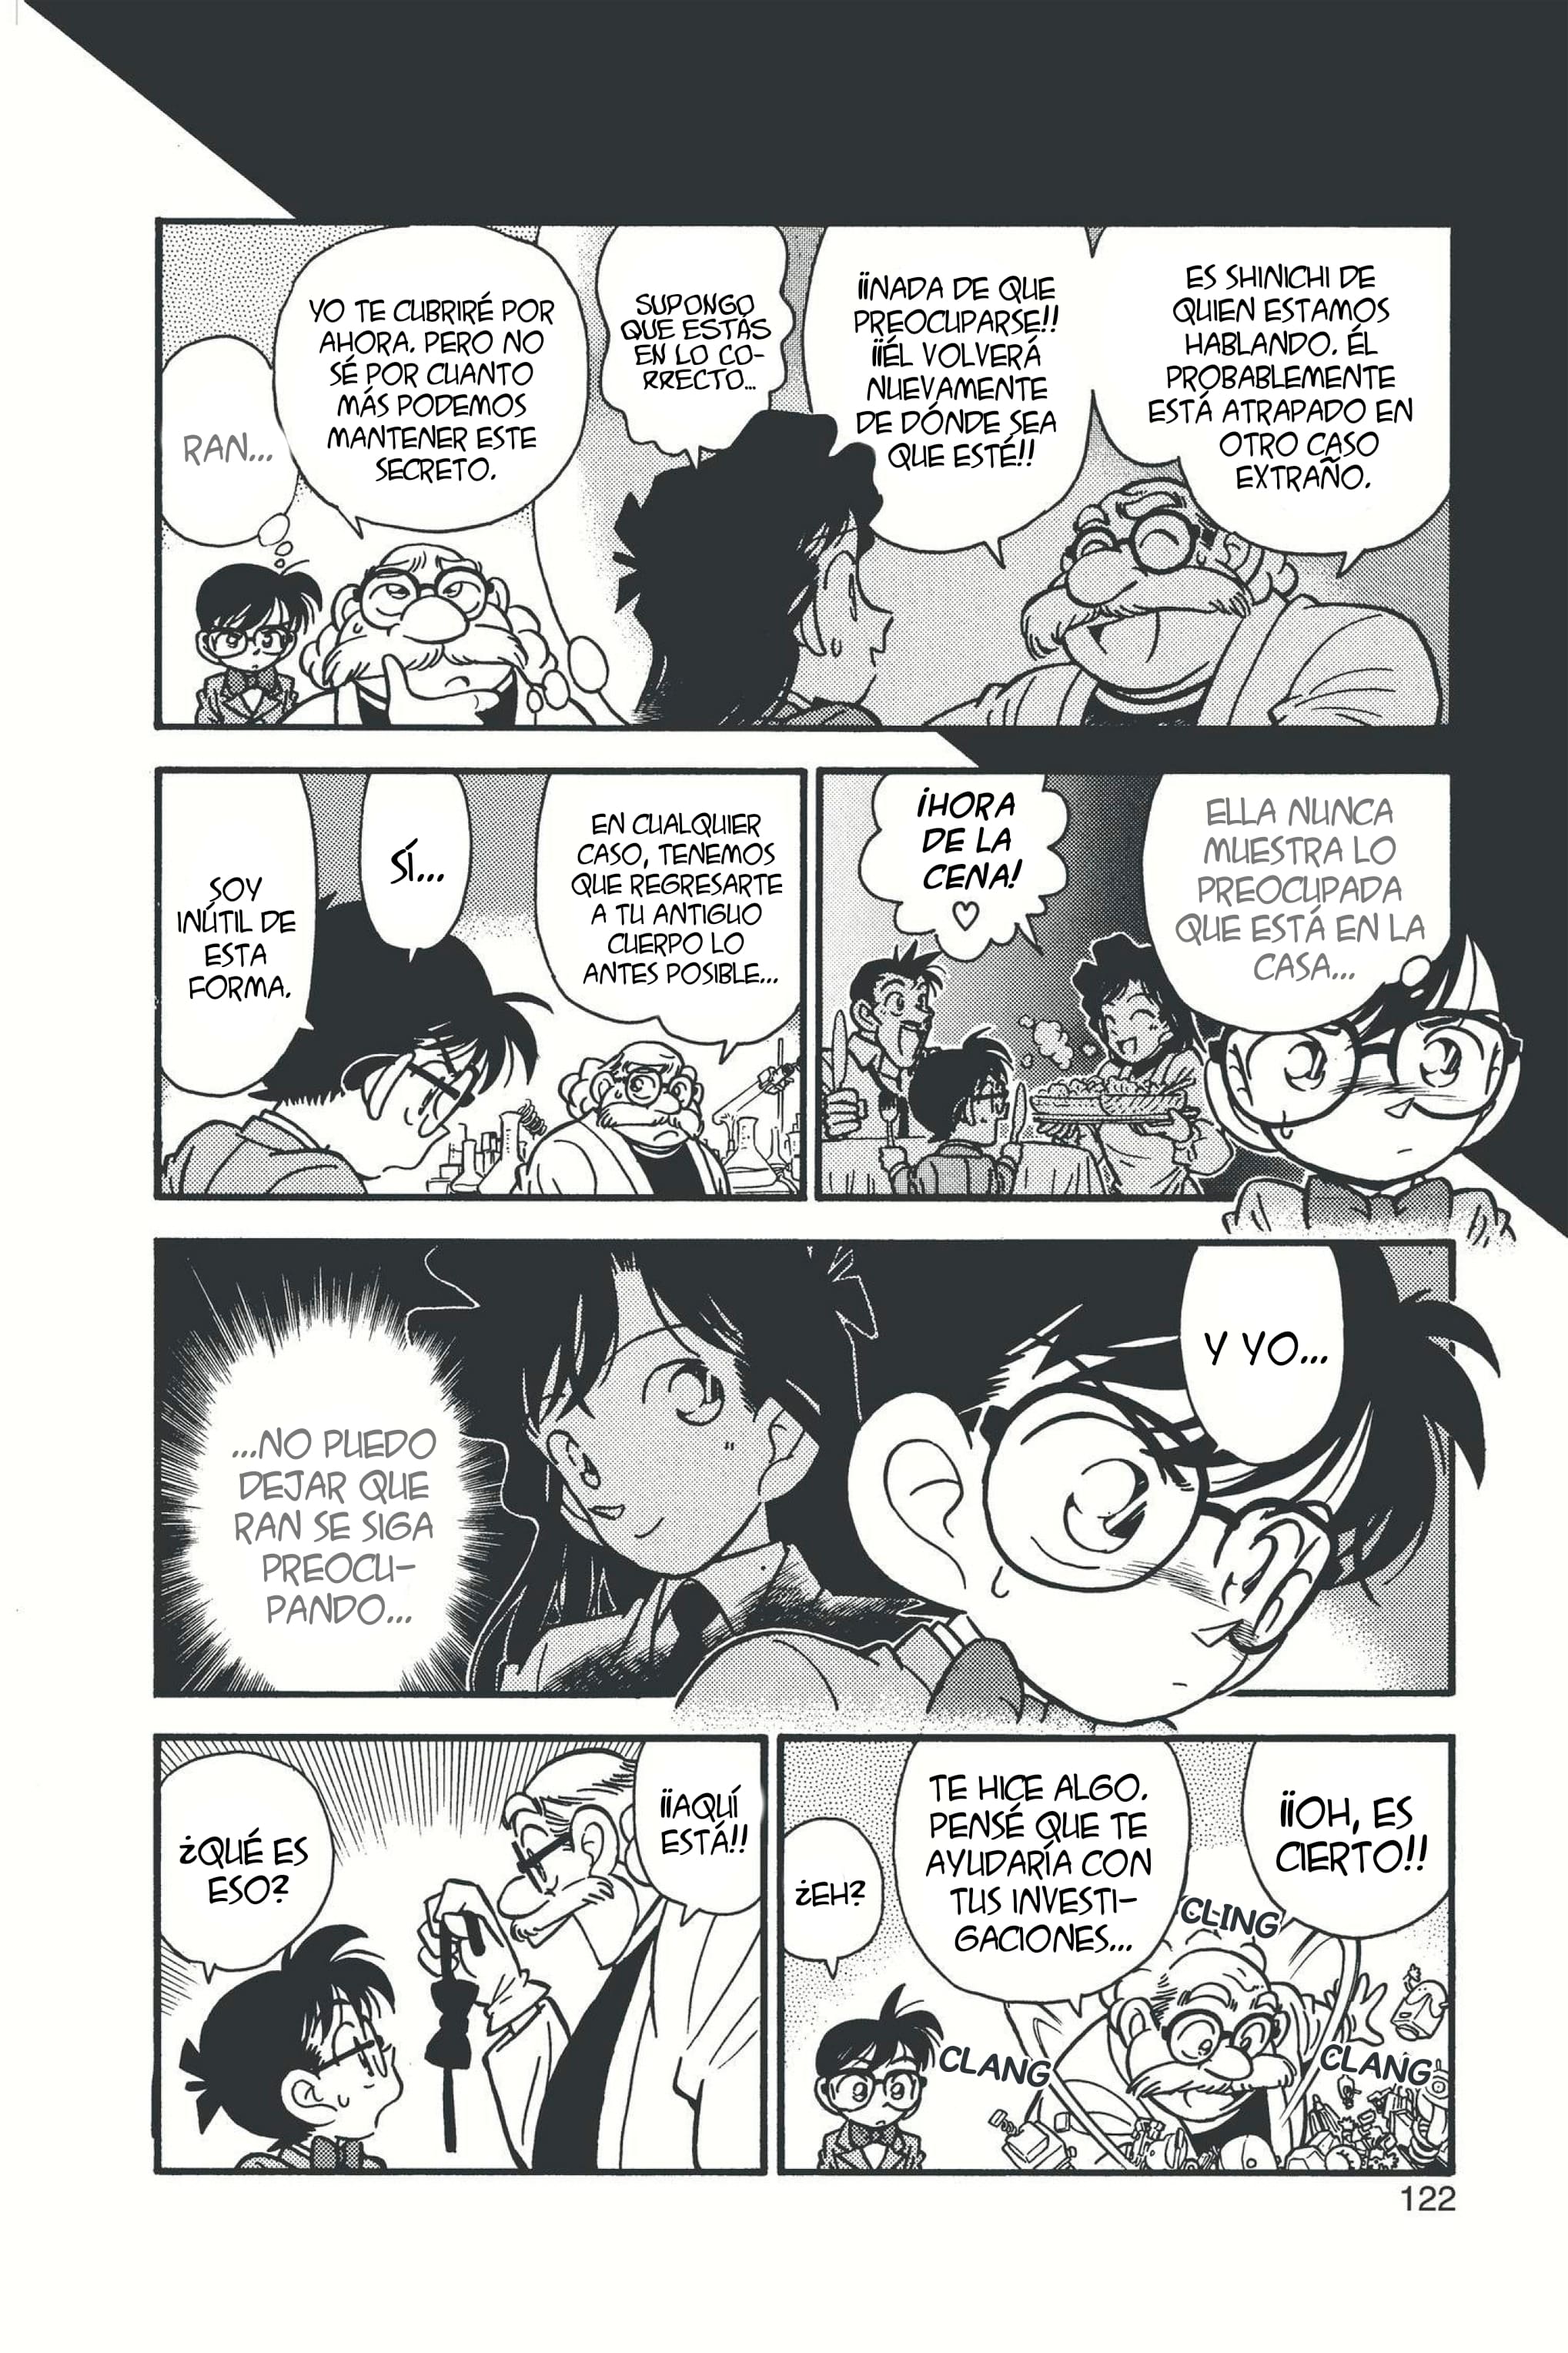 ES SHINICHI DE
QUIEN ESTAMOS
HABLANDO. ÉL
PROBABLEMENTE
ESTÁ ATRAPADO EN
OTRO CASO
EXTRAÑO.
¡¡NADA DE QUE
PREOCUPARSE!!
¡¡ÉL VOLVERÁ
NUEVAMENTE
DE DÓNDE SEA
QUE ESTÉ!!
SUPONGO
QUE ESTÁS
EN LO CO-
RRECTO...
YO TE CUBRIRÉ POR
AHORA. PERO NO
SÉ POR CUANTO
MÁS PODEMOS
MANTENER ESTE
SECRETO.
RAN...
ELLA NUNCA
MUESTRA LO
PREOCUPADA
QUE ESTÁ EN LA
CASA...
¡HORA
DE LA
CENA!
♡
EN CUALQUIER
CASO, TENEMOS
QUE REGRESARTE
A TU ANTIGUO
CUERPO LO
ANTES POSIBLE...
SÍ...
SOY
INÚTIL DE
ESTA
FORMA.
Y YO...
...NO PUEDO
DEJAR QUE
RAN SE SIGA
PREOCU-
PANDO...
¡¡OH, ES
CIERTO!!
TE HICE ALGO.
PENSÉ QUE TE
AYUDARÍA CON
TUS INVESTI-
GACIONES...
CLING
CLANG
CLANG
¿EH?
¡¡AQUÍ
ESTÁ!!
¿QUÉ ES
ESO?
122